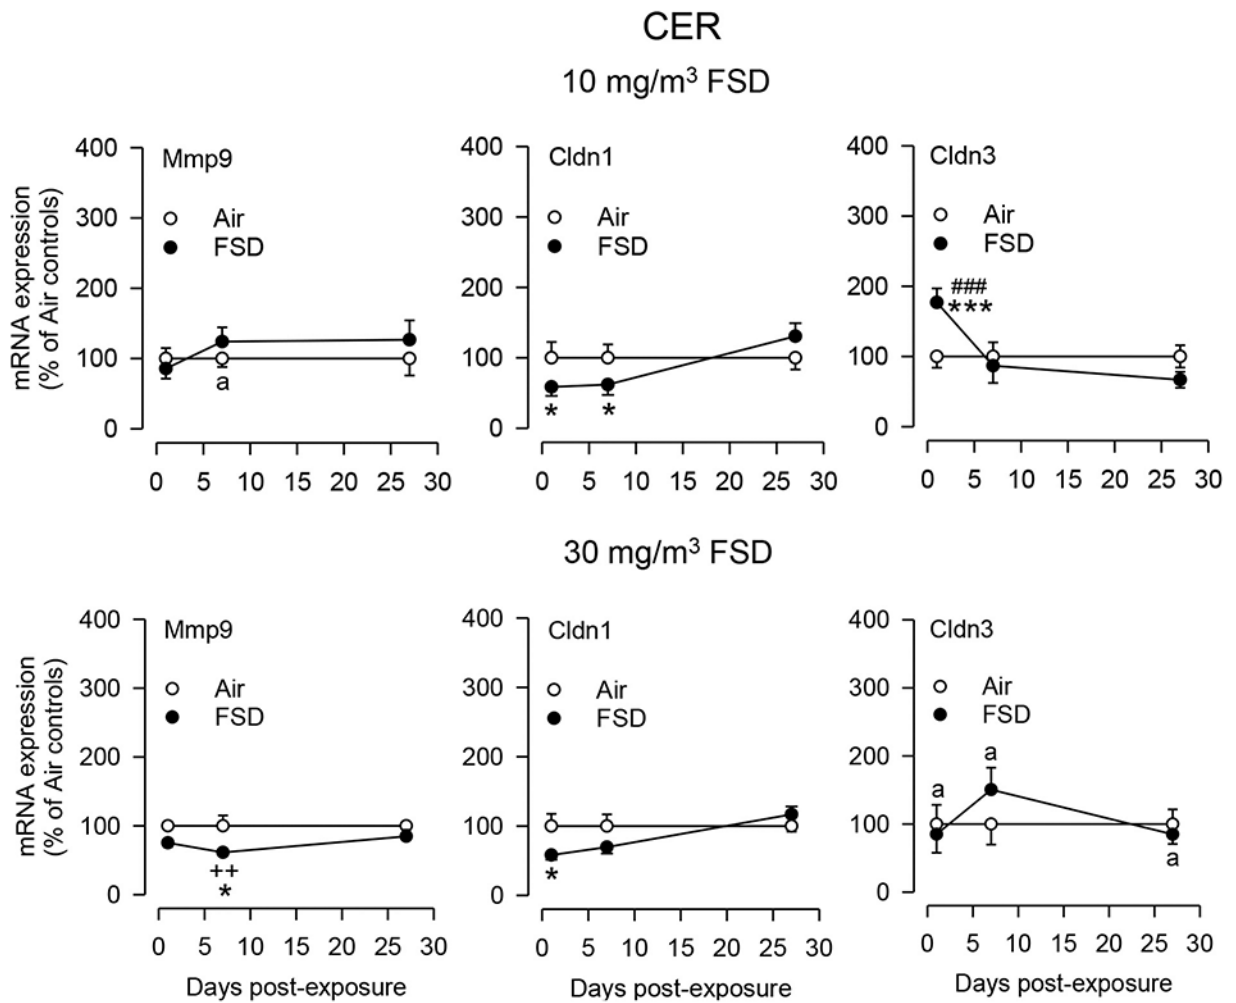 CER
10 mg/m³ FSD
mRNA expression
(% of Air controls)
400
300
200
100
0
Mmp9
Air
FSD
a
0 5 10 15 20 25 30
400
300
200
100
0
Cldn1
Air
FSD
* *
0 5 10 15 20 25 30
400
300
200
100
0
Cldn3
Air
FSD
###
***
0 5 10 15 20 25 30
30 mg/m³ FSD
mRNA expression
(% of Air controls)
400
300
200
100
0
Mmp9
Air
FSD
++
*
0 5 10 15 20 25 30
Days post-exposure
400
300
200
100
0
Cldn1
Air
FSD
*
0 5 10 15 20 25 30
Days post-exposure
400
300
200
100
0
Cldn3
Air
FSD
a
a
a
0 5 10 15 20 25 30
Days post-exposure